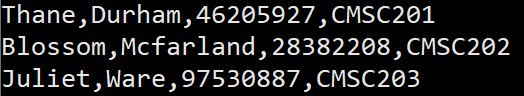 Thane,Durham,46205927,CMSC201
Blossom,Mcfarland,28382208,CMSC202
Juliet,Ware,97530887,CMSC203